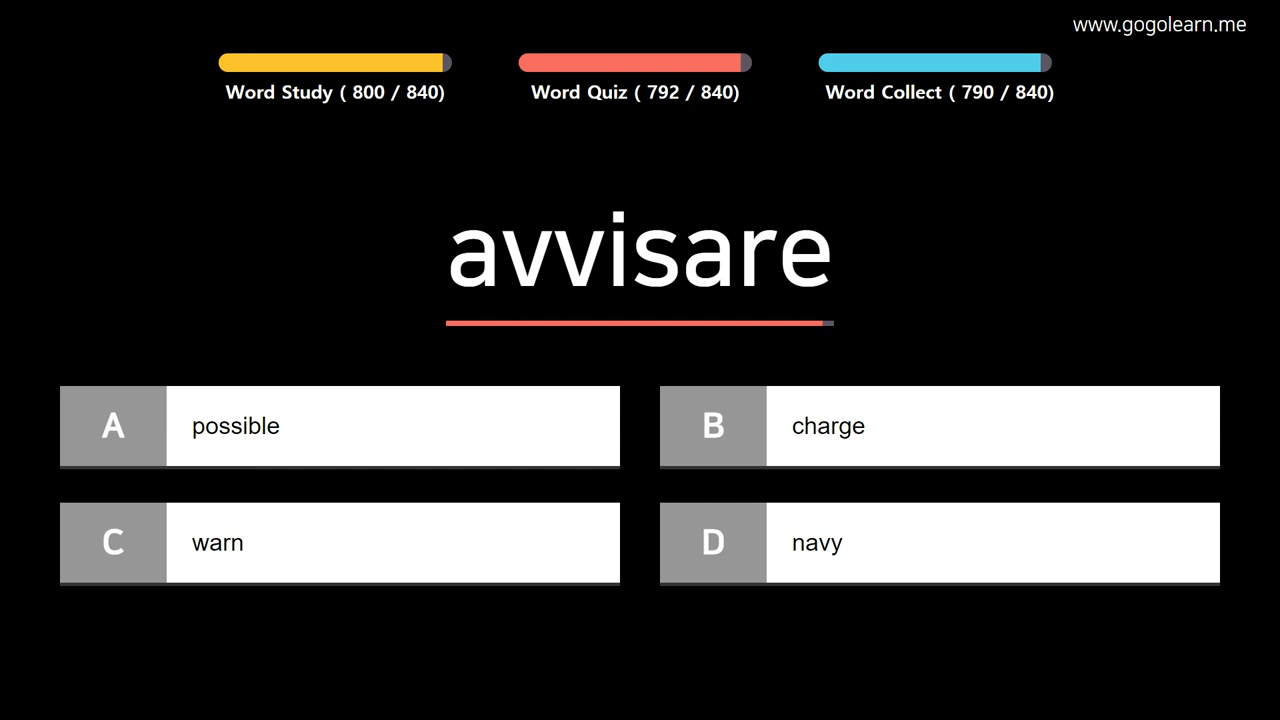 www.gogolearn.me
Word Study ( 800 / 840)
Word Quiz ( 792 / 840)
Word Collect ( 790 / 840)
avvisare
A possible
B charge
C warn
D navy